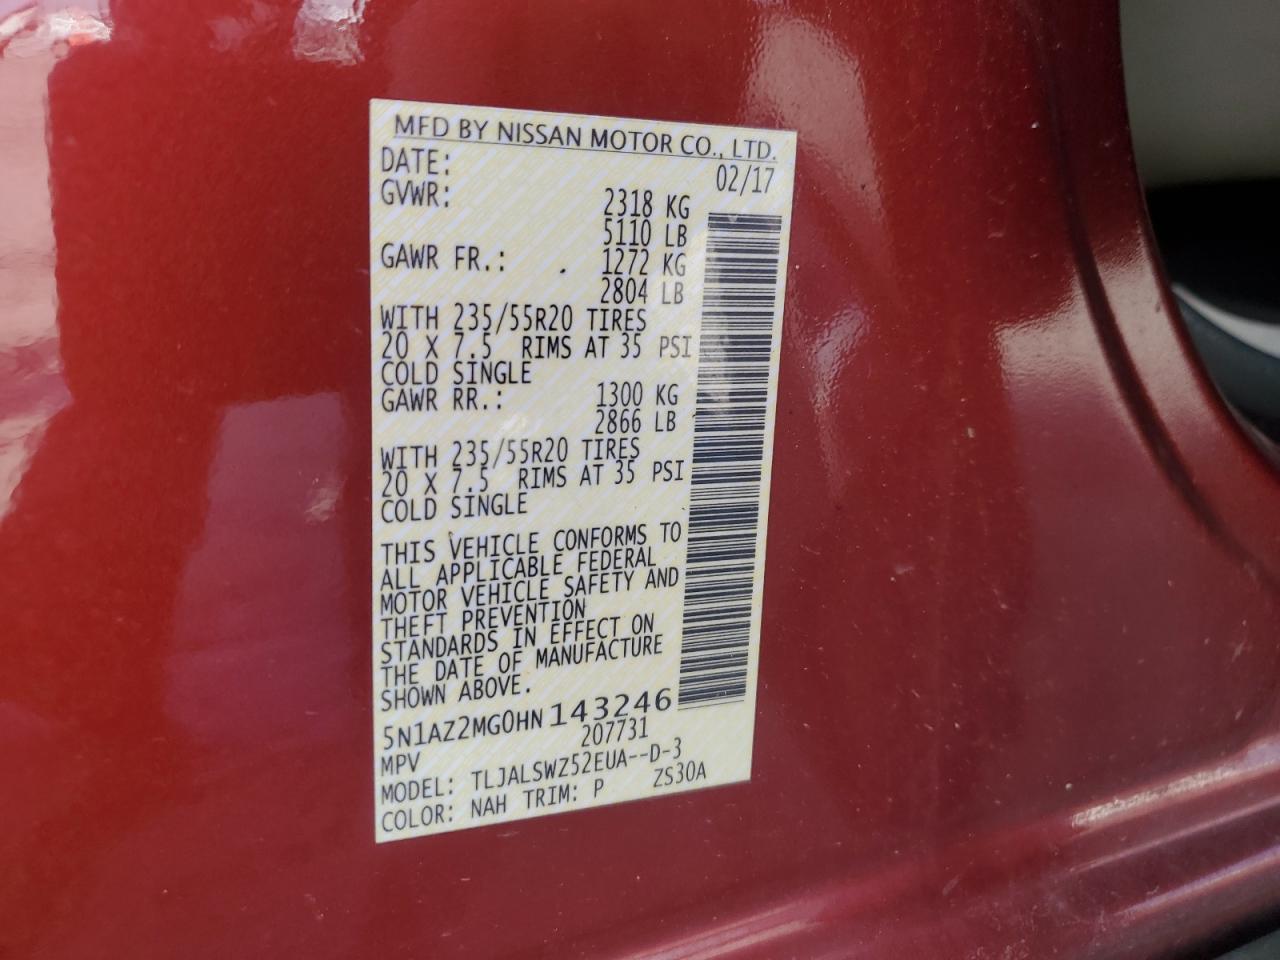 MFD BY NISSAN MOTOR CO., LTD.
DATE: 02/17
GVWR: 2318 KG
5110 LB
GAWR FR.: 1272 KG
2804 LB
WITH 235/55R20 TIRES
20 X 7.5 RIMS AT 35 PSI
COLD SINGLE
GAWR RR.: 1300 KG
2866 LB
WITH 235/55R20 TIRES
20 X 7.5 RIMS AT 35 PSI
COLD SINGLE
THIS VEHICLE CONFORMS TO
ALL APPLICABLE FEDERAL
MOTOR VEHICLE SAFETY AND
THEFT PREVENTION
STANDARDS IN EFFECT ON
THE DATE OF MANUFACTURE
SHOWN ABOVE.
5N1AZ2MG0HN143246
MPV 207731
MODEL: TLJALSWZ52EUA--D-3
COLOR: NAH TRIM: P ZS30A